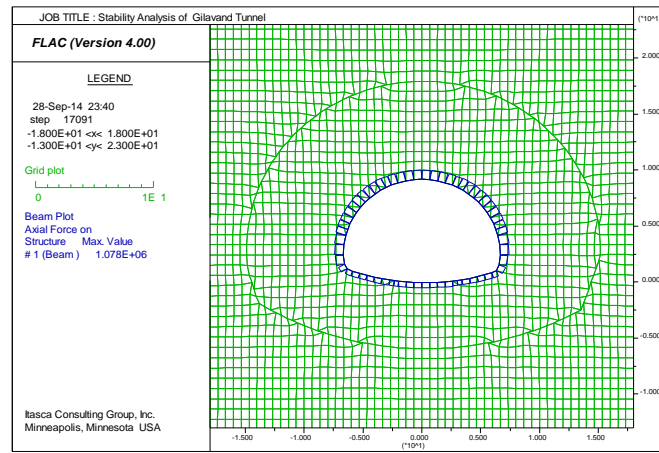 JOB TITLE : Stability Analysis of Gilavand Tunnel
(*10^1)
FLAC (Version 4.00)
LEGEND
28-Sep-14 23:40
step 17091
-1.800E+01 <x< 1.800E+01
-1.300E+01 <y< 2.300E+01
Grid plot
0 1E 1
Beam Plot
Axial Force on
Structure Max. Value
# 1 (Beam ) 1.078E+06
Itasca Consulting Group, Inc.
Minneapolis, Minnesota USA
2.000
1.500
1.000
0.500
0.000
-0.500
-1.000
-1.500 -1.000 -0.500 0.000 0.500 1.000 1.500
(*10^1)